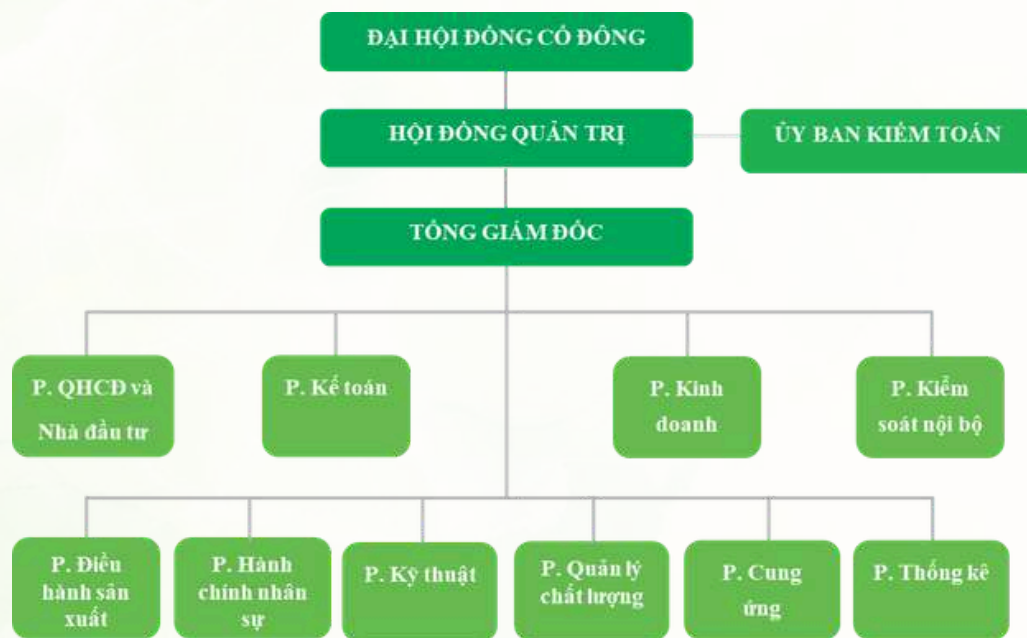 ĐẠI HỘI ĐỒNG CỔ ĐÔNG
HỘI ĐỒNG QUẢN TRỊ
ỦY BAN KIỂM TOÁN
TỔNG GIÁM ĐỐC
P. QHCĐ và
Nhà đầu tư
P. Kế toán
P. Kinh
doanh
P. Kiểm
soát nội bộ
P. Điều
hành sản
xuất
P. Hành
chính nhân
sự
P. Kỹ thuật
P. Quản lý
chất lượng
P. Cung
ứng
P. Thống kê